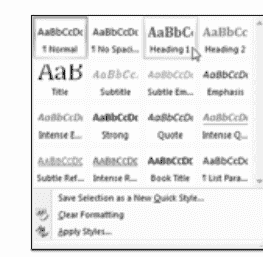 AaBbCcDc AaBbCcDc AaBbC AaBbCc
¶ Normal ¶ No Spaci... Heading 1 Heading 2
AaB AaBbCc. AaBbCcDc AaBbCcDc
Title Subtitle Subtle Em... Emphasis
AaBbCcDc AaBbCcDc AaBbCcDc AaBbCcDc
Intense E... Strong Quote Intense Q...
AABBCCDC AABBCCDC AABBCCDC AaBbCcDc
Subtle Ref... Intense R... Book Title ¶ List Para...
Save Selection as a New Quick Style...
Clear Formatting
Apply Styles...